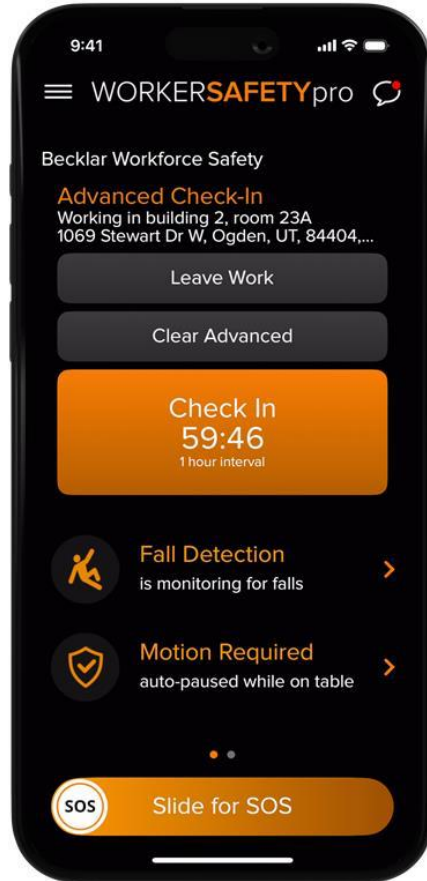 9:41
WORKERSAFETYpro
Becklar Workforce Safety
Advanced Check-In
Working in building 2, room 23A
1069 Stewart Dr W, Ogden, UT, 84404,...
Leave Work
Clear Advanced
Check In
59:46
1 hour interval
Fall Detection
is monitoring for falls
Motion Required
auto-paused while on table
SOS
Slide for SOS